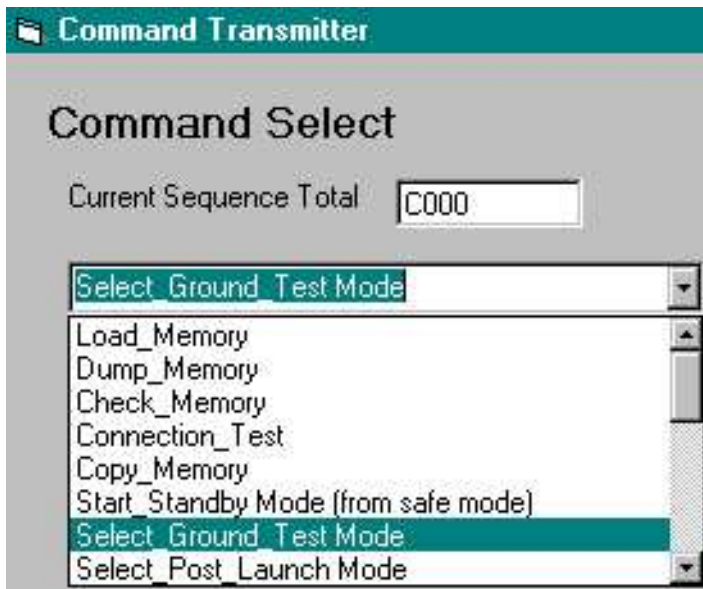 Command Transmitter
Command Select
Current Sequence Total C000
Select_Ground_Test Mode
Load_Memory
Dump_Memory
Check_Memory
Connection_Test
Copy_Memory
Start_Standby Mode (from safe mode)
Select_Ground_Test Mode
Select_Post_Launch Mode